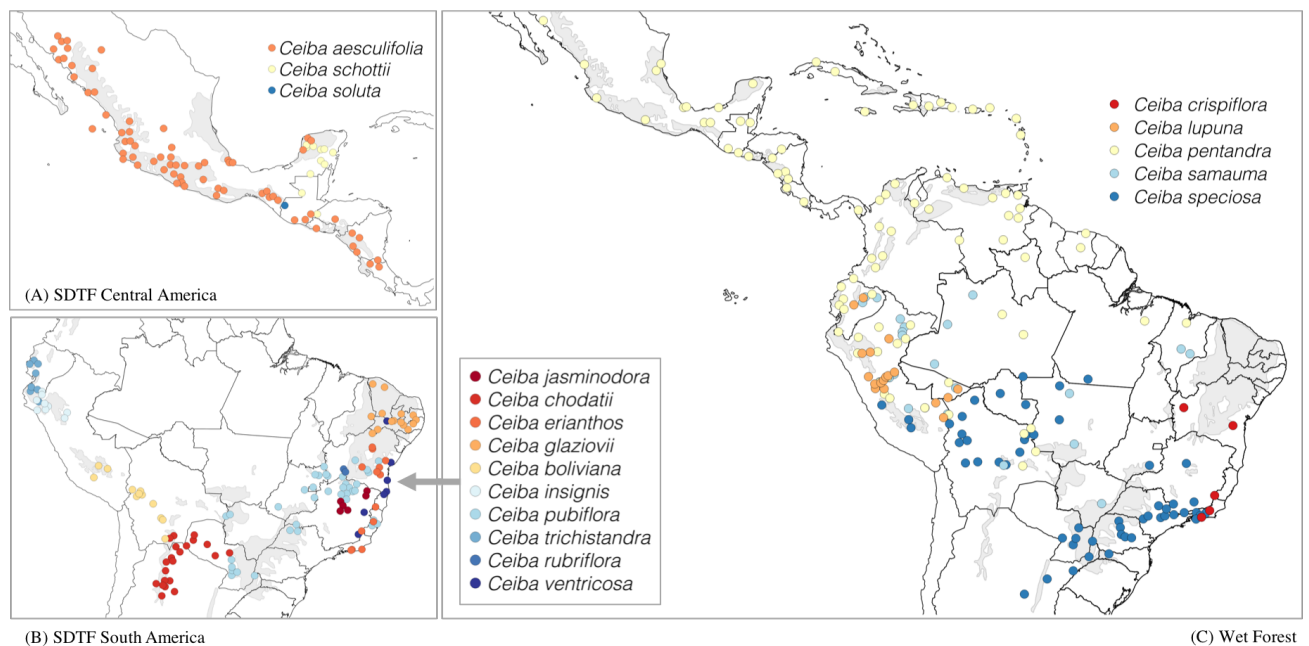 Ceiba aesculifolia
Ceiba schottii
Ceiba soluta
(A) SDTF Central America
Ceiba jasminodora
Ceiba chodatii
Ceiba erianthos
Ceiba glaziovii
Ceiba boliviana
Ceiba insignis
Ceiba pubiflora
Ceiba trichistandra
Ceiba rubriflora
Ceiba ventricosa
(B) SDTF South America
Ceiba crispiflora
Ceiba lupuna
Ceiba pentandra
Ceiba samauma
Ceiba speciosa
(C) Wet Forest